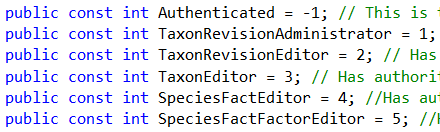 public const int Authenticated = -1; // This is
public const int TaxonRevisionAdministrator = 1;
public const int TaxonRevisionEditor = 2; // Has
public const int TaxonEditor = 3; // Has authori
public const int SpeciesFactEditor = 4; //Has au
public const int SpeciesFactFactorEditor = 5; //